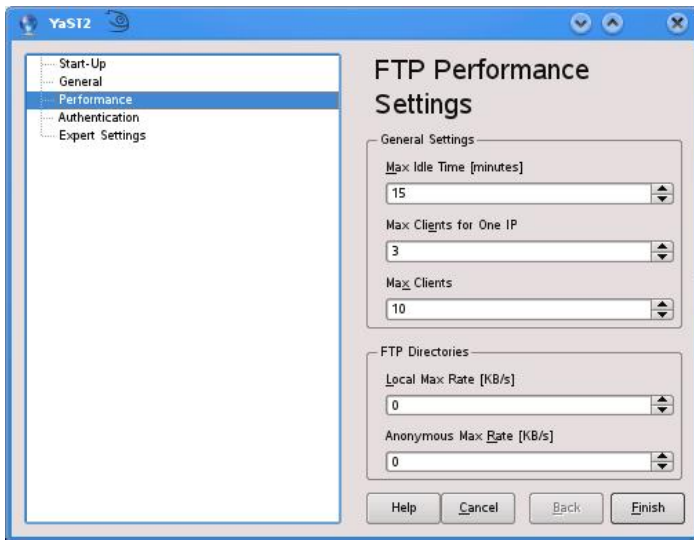 YaST2
Start-Up
General
Performance
Authentication
Expert Settings
FTP Performance
Settings
General Settings
Max Idle Time [minutes]
15
Max Clients for One IP
3
Max Clients
10
FTP Directories
Local Max Rate [KB/s]
0
Anonymous Max Rate [KB/s]
0
Help Cancel Back Finish